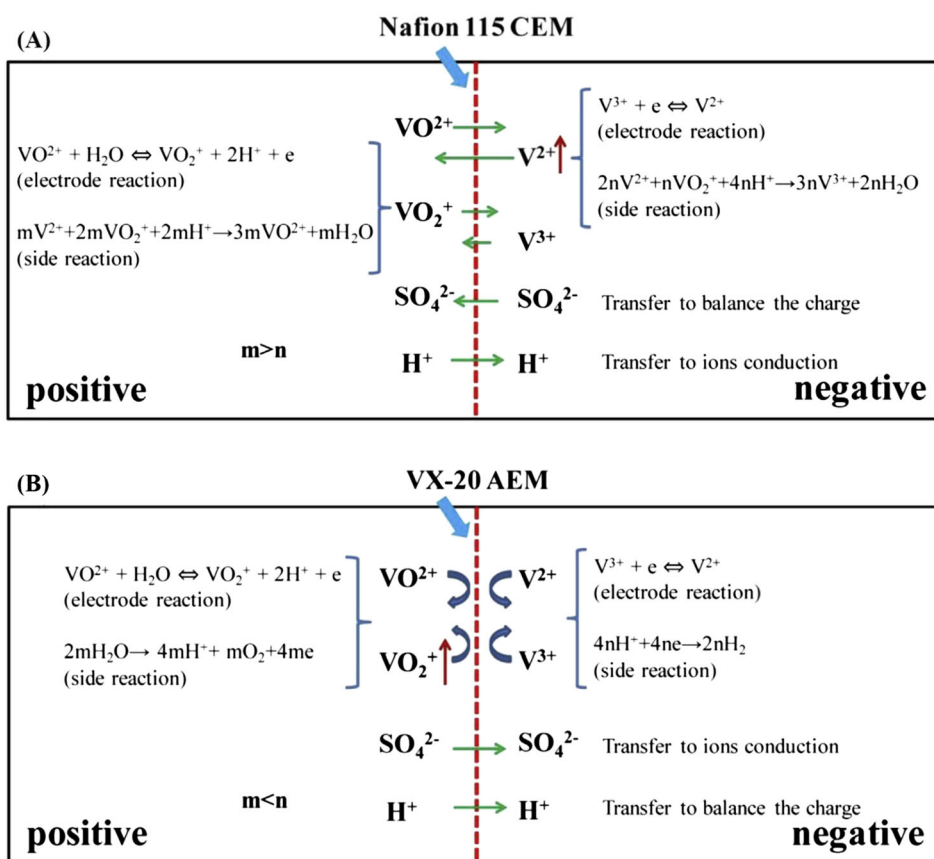 (A)
Nafion 115 CEM
VO²⁺ + H₂O ⇔ VO₂⁺ + 2H⁺ + e
(electrode reaction)
mV²⁺+2mVO₂⁺+2mH⁺→3mVO²⁺+mH₂O
(side reaction)
VO²⁺
V²⁺
VO₂⁺
V³⁺
SO₄²⁻ SO₄²⁻ Transfer to balance the charge
H⁺ H⁺ Transfer to ions conduction
V³⁺ + e ⇔ V²⁺
(electrode reaction)
2nV²⁺+nVO₂⁺+4nH⁺→3nV³⁺+2nH₂O
(side reaction)
m>n
positive
negative
(B)
VX-20 AEM
VO²⁺ + H₂O ⇔ VO₂⁺ + 2H⁺ + e
(electrode reaction)
2mH₂O→ 4mH⁺+ mO₂+4me
(side reaction)
VO²⁺ V²⁺
VO₂⁺ V³⁺
SO₄²⁻ SO₄²⁻ Transfer to ions conduction
H⁺ H⁺ Transfer to balance the charge
V³⁺ + e ⇔ V²⁺
(electrode reaction)
4nH⁺+4ne→2nH₂
(side reaction)
m<n
positive
negative